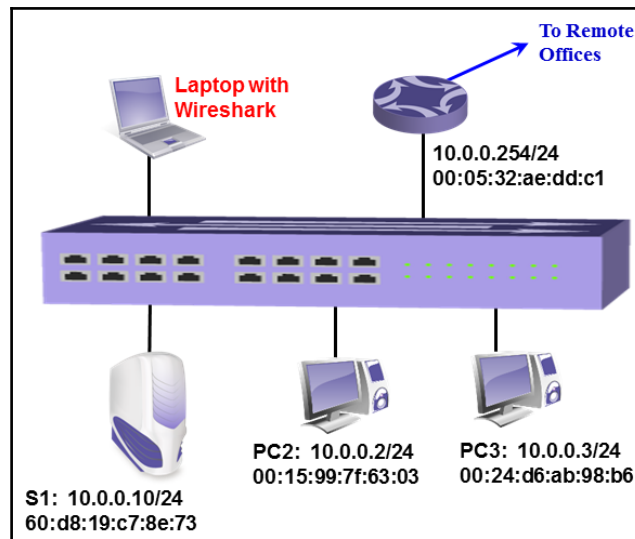 To Remote
Offices
Laptop with
Wireshark
10.0.0.254/24
00:05:32:ae:dd:c1
PC2: 10.0.0.2/24
00:15:99:7f:63:03
PC3: 10.0.0.3/24
00:24:d6:ab:98:b6
S1: 10.0.0.10/24
60:d8:19:c7:8e:73